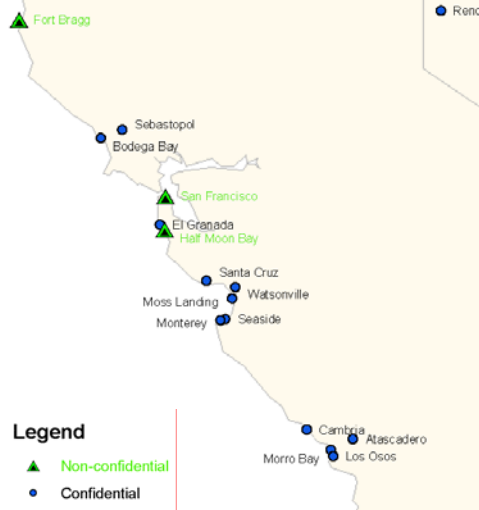 Fort Bragg
Reno
Sebastopol
Bodega Bay
San Francisco
El Granada
Half Moon Bay
Santa Cruz
Watsonville
Moss Landing
Monterey
Seaside
Cambria
Atascadero
Morro Bay
Los Osos
Legend
Non-confidential
Confidential